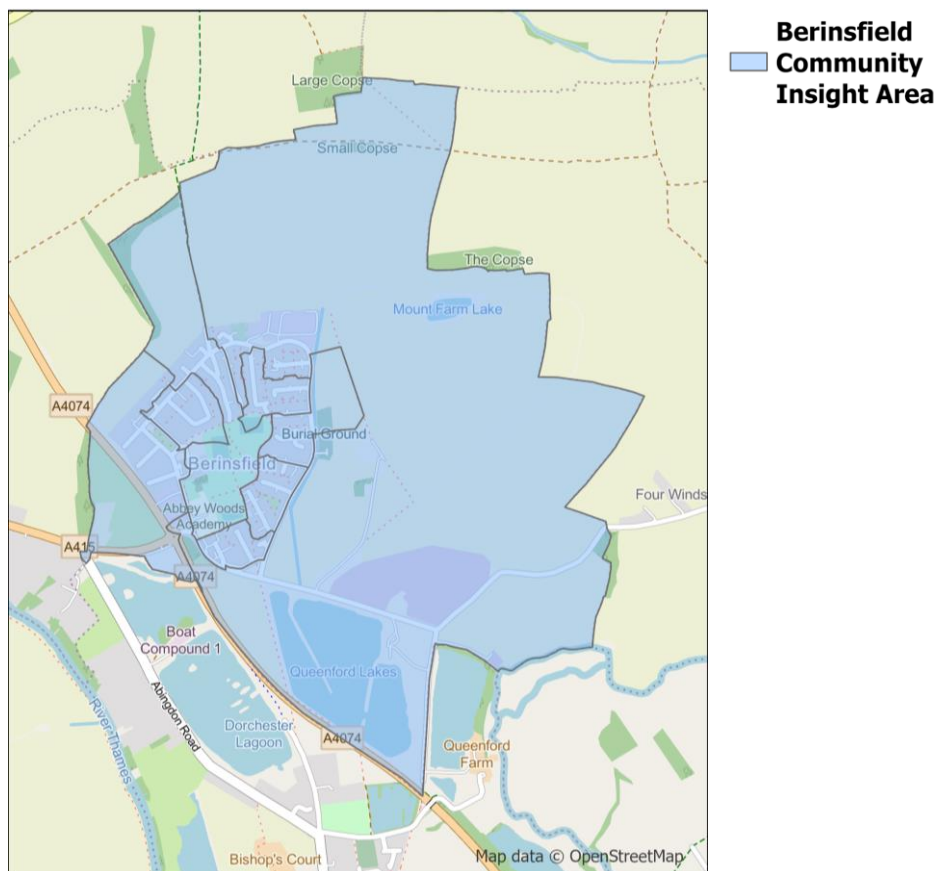 Berinsfield
Community
Insight Area
Large Copse
Small Copse
The Copse
Mount Farm Lake
A4074
Burial Ground
Berinsfield
Four Winds
Abbey Woods
Academy
A415
A4074
Boat
Compound 1
Queenford Lakes
Abingdon Road
River Thames
Dorchester
Lagoon
A4074
Queenford
Farm
Bishop's Court
Map data © OpenStreetMap